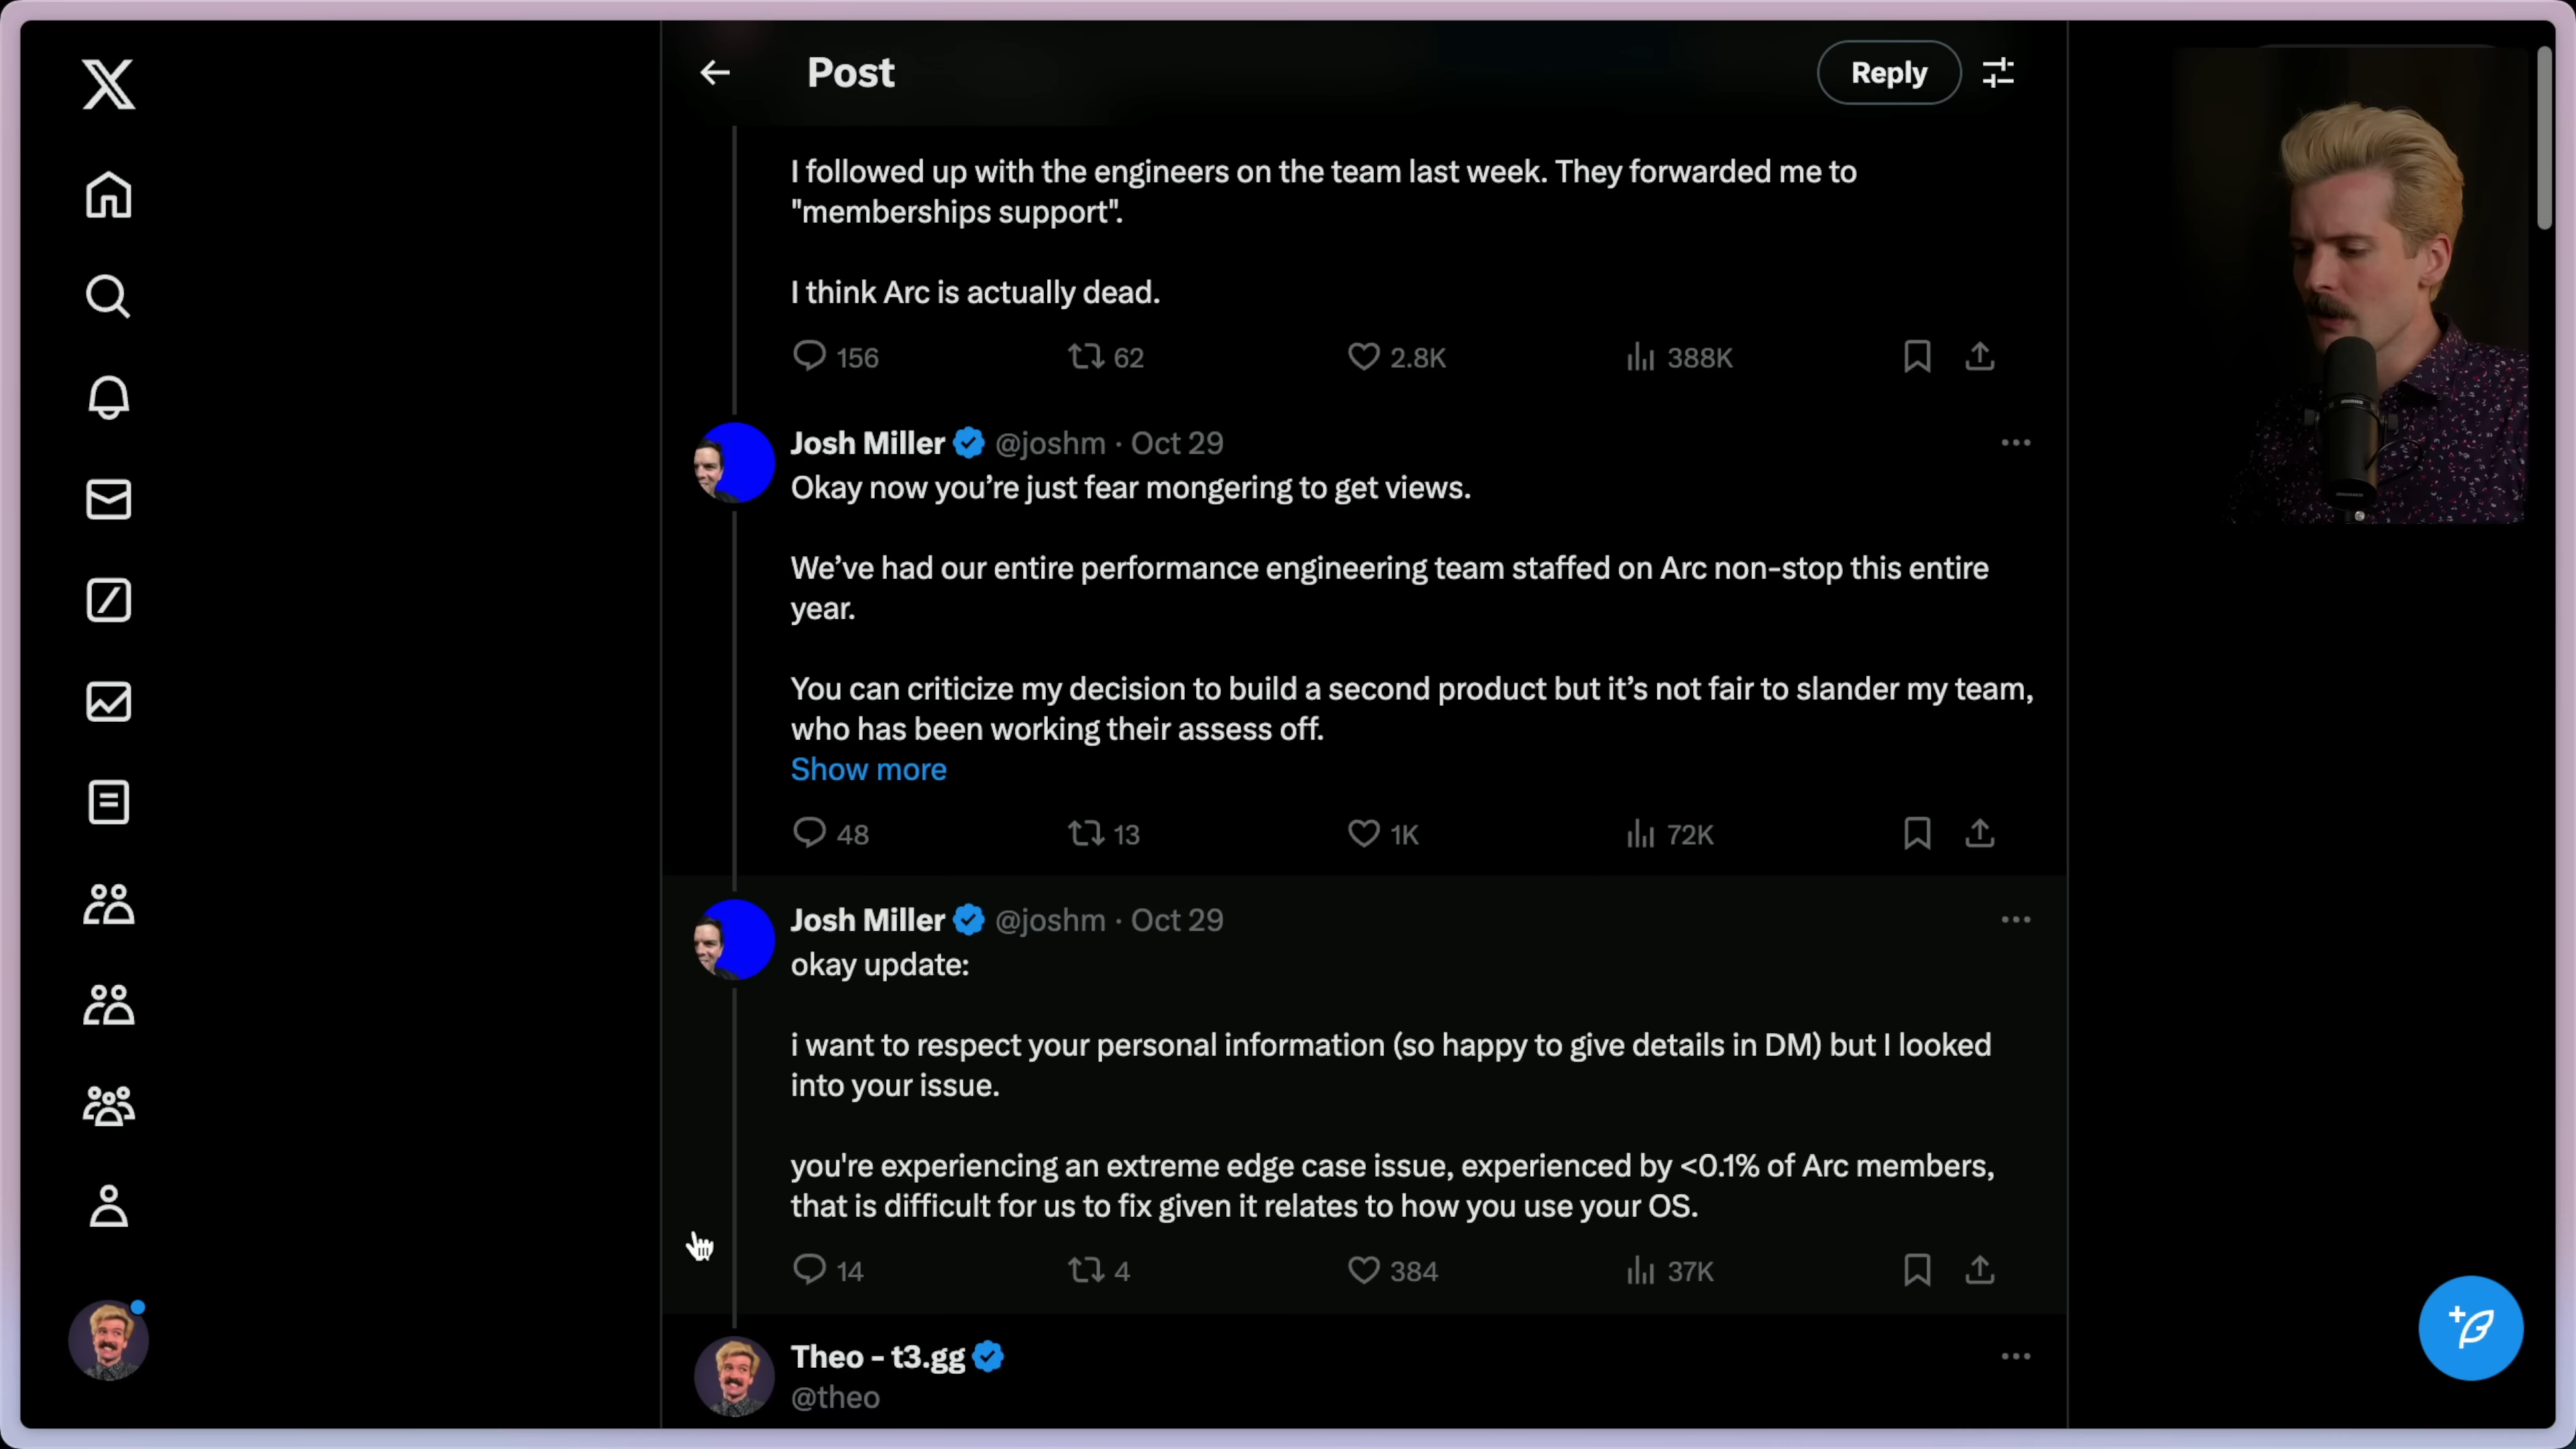 Post
Reply
I followed up with the engineers on the team last week. They forwarded me to
"memberships support".
I think Arc is actually dead.
156 62 2.8K 388K
Josh Miller @joshm · Oct 29
Okay now you’re just fear mongering to get views.
We’ve had our entire performance engineering team staffed on Arc non-stop this entire
year.
You can criticize my decision to build a second product but it’s not fair to slander my team,
who has been working their assess off.
Show more
48 13 1K 72K
Josh Miller @joshm · Oct 29
okay update:
i want to respect your personal information (so happy to give details in DM) but I looked
into your issue.
you're experiencing an extreme edge case issue, experienced by <0.1% of Arc members,
that is difficult for us to fix given it relates to how you use your OS.
14 4 384 37K
Theo - t3.gg
@theo